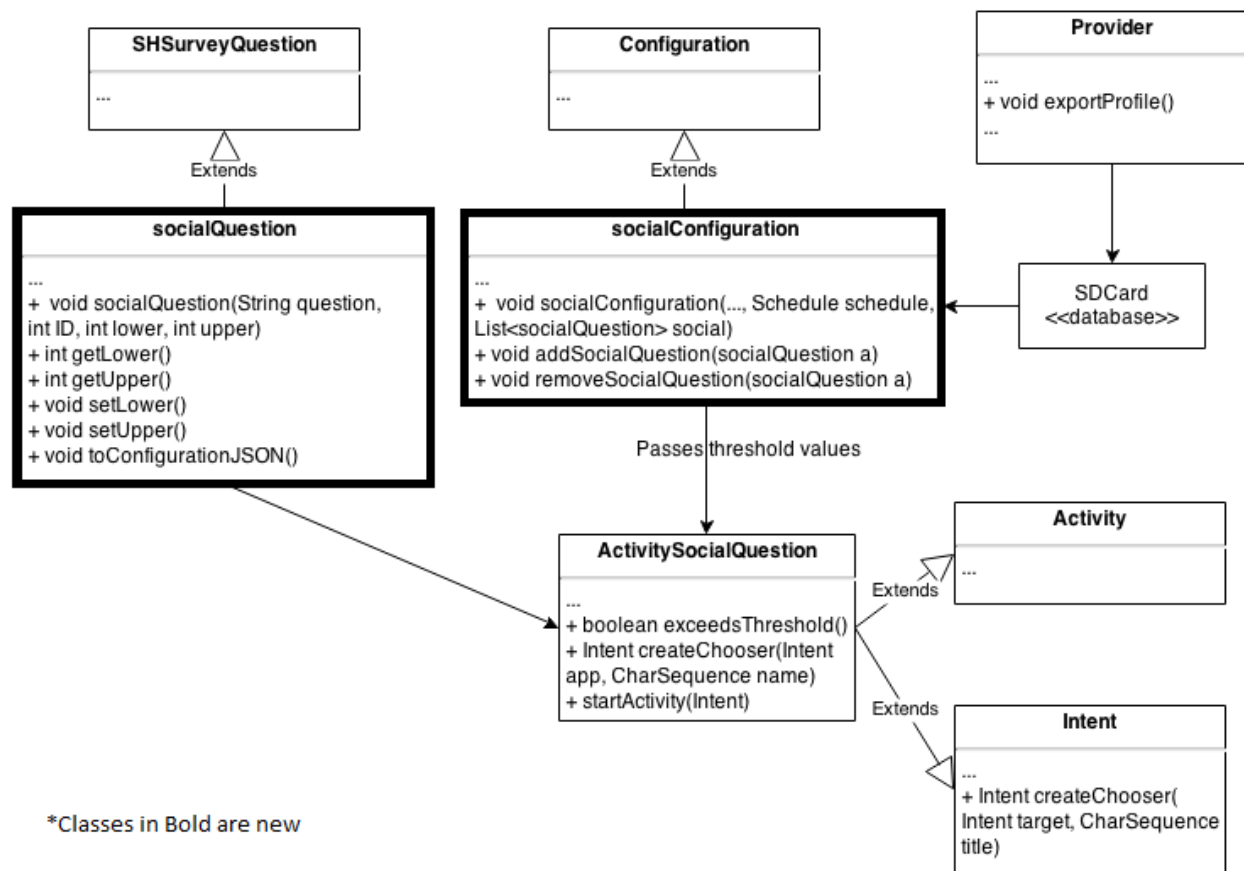 SHSurveyQuestion
...
Configuration
...
Provider
...
+ void exportProfile()
...
Extends
Extends
socialQuestion
...
+ void socialQuestion(String question,
int ID, int lower, int upper)
+ int getLower()
+ int getUpper()
+ void setLower()
+ void setUpper()
+ void toConfigurationJSON()
socialConfiguration
...
+ void socialConfiguration(..., Schedule schedule,
List<socialQuestion> social)
+ void addSocialQuestion(socialQuestion a)
+ void removeSocialQuestion(socialQuestion a)
SDCard
<<database>>
Passes threshold values
ActivitySocialQuestion
...
+ boolean exceedsThreshold()
+ Intent createChooser(Intent
app, CharSequence name)
+ startActivity(Intent)
Extends
Activity
...
Extends
Intent
...
+ Intent createChooser(
Intent target, CharSequence
title)
*Classes in Bold are new